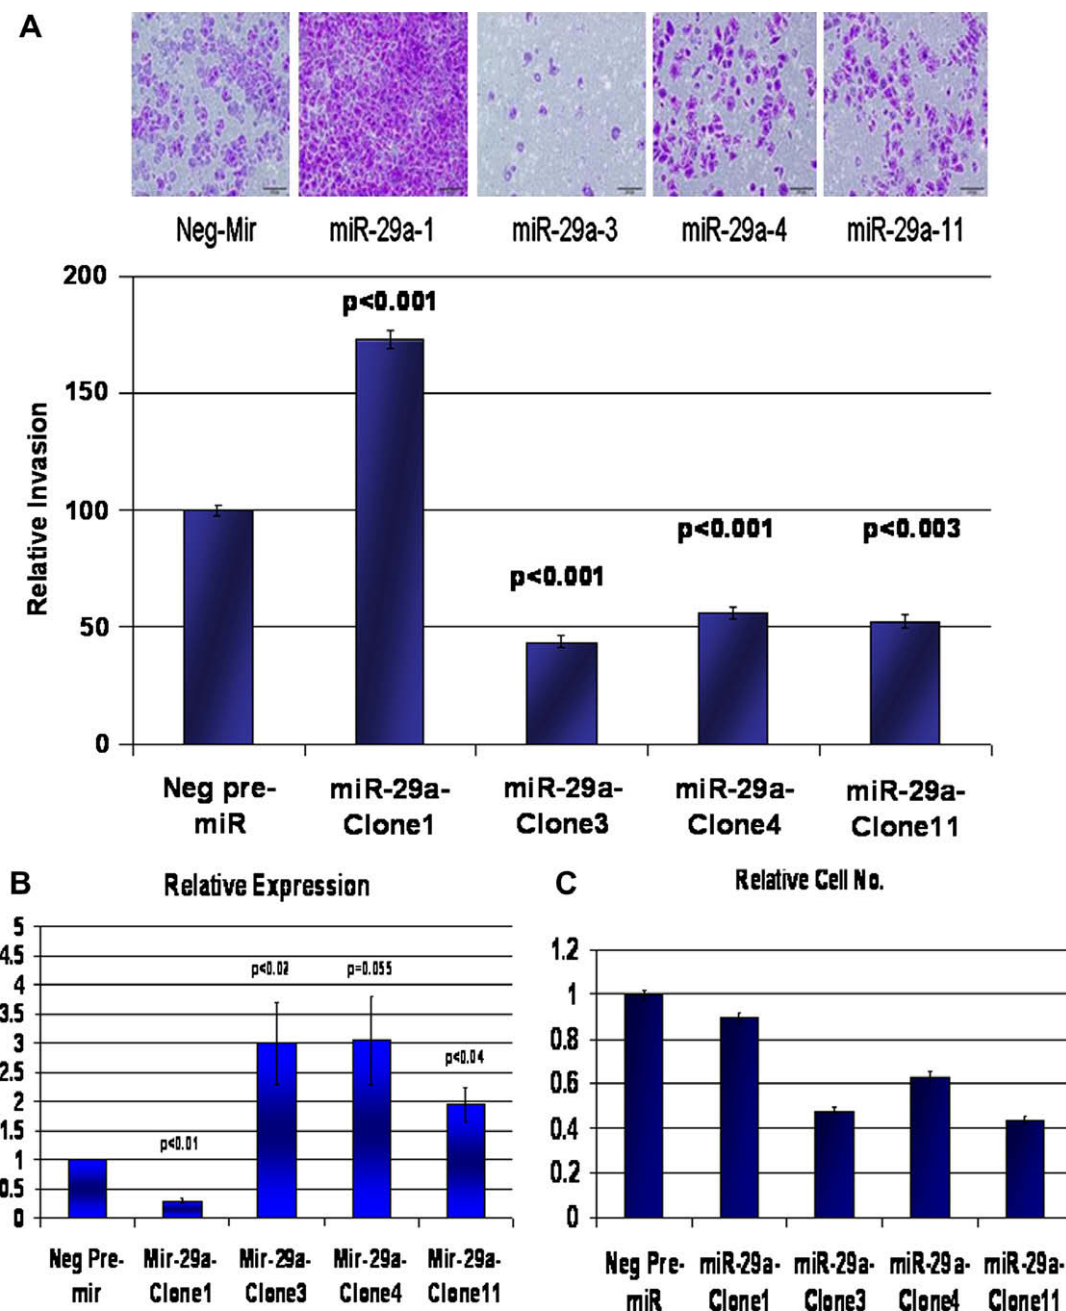 A
Neg-Mir miR-29a-1 miR-29a-3 miR-29a-4 miR-29a-11
200
p<0.001
150
Relative Invasion
100
p<0.001 p<0.003
p<0.001
50
0
Neg pre- miR-29a- miR-29a- miR-29a- miR-29a-
miR Clone1 Clone3 Clone4 Clone11
B
Relative Expression
5
4.5
4
3.5
3
2.5
2
1.5
1
0.5
0
p<0.02 p=0.055
p<0.04
p<0.01
Neg Pre- Mir-29a- Mir-29a- Mir-29a- Mir-29a-
mir Clone1 Clone3 Clone4 Clone11
C
Relative Cell No.
1.2
1
0.8
0.6
0.4
0.2
0
Neg Pre- miR-29a- miR-29a- miR-29a- miR-29a-
miR Clone1 Clone3 Clone4 Clone11